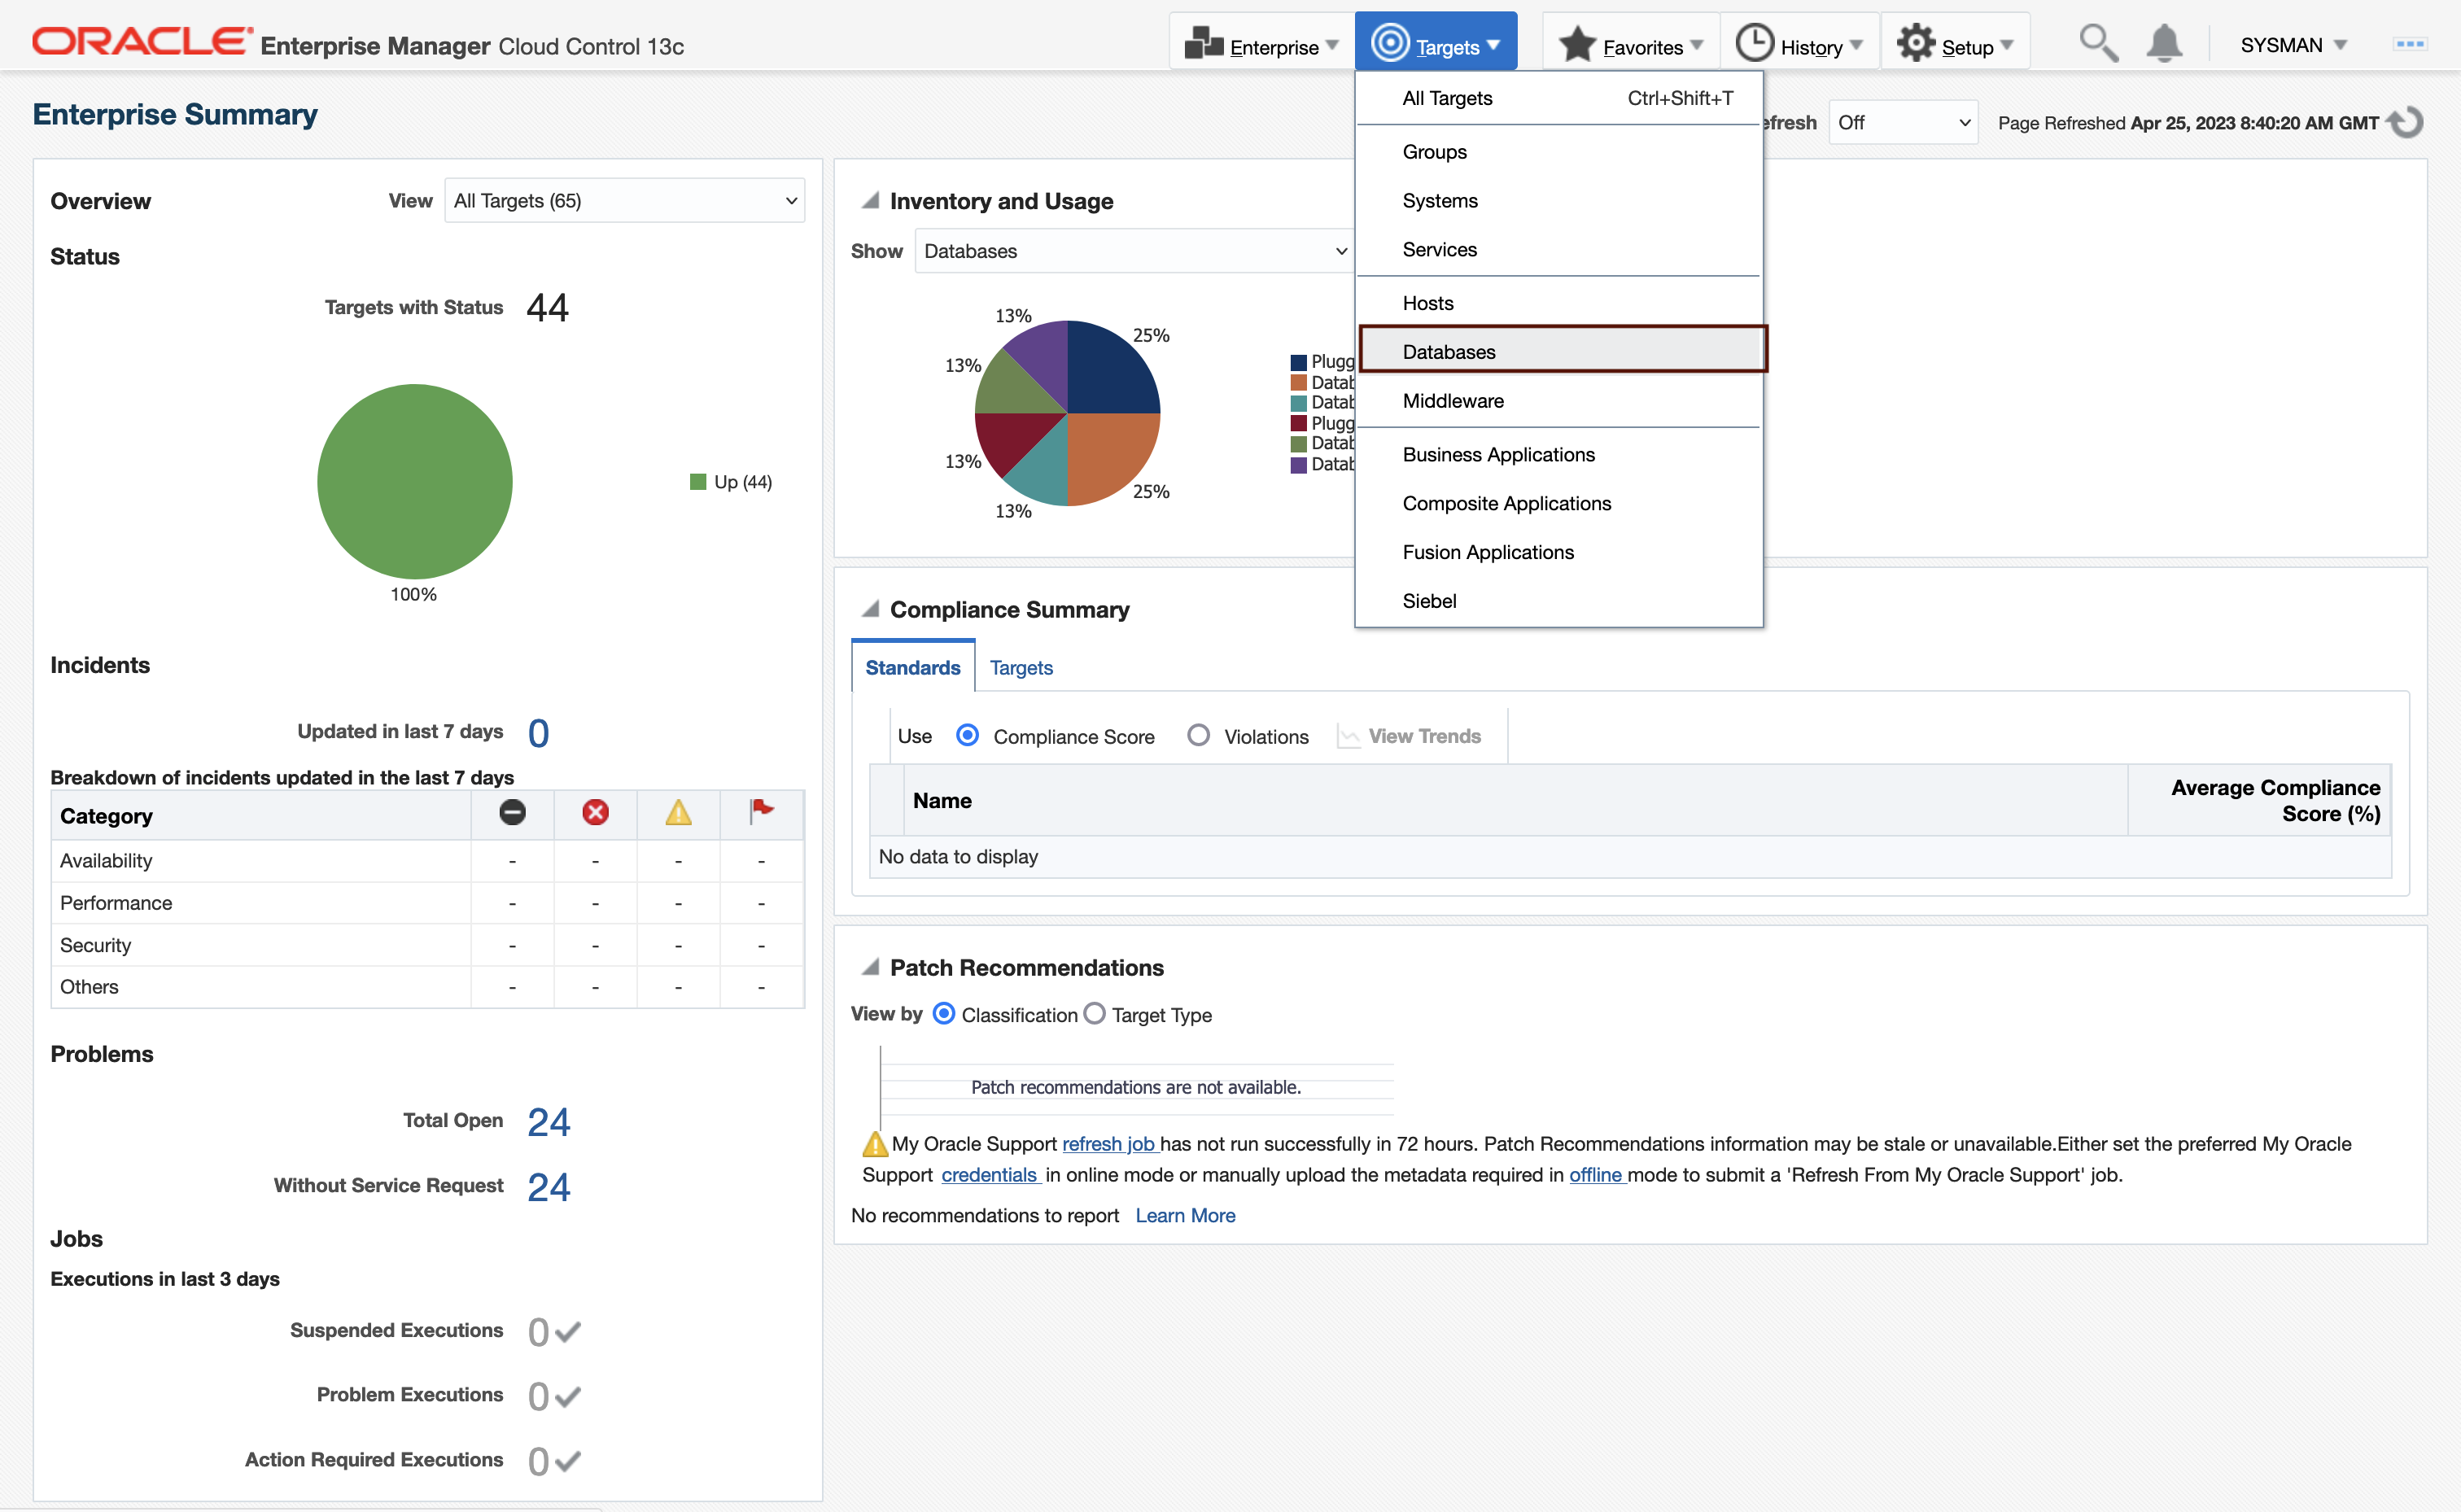 ORACLE Enterprise Manager Cloud Control 13c
Enterprise Targets Favorites History Setup SYSMAN
Enterprise Summary
efresh Off Page Refreshed Apr 25, 2023 8:40:20 AM GMT
All Targets Ctrl+Shift+T
Groups
Systems
Services
Hosts
Databases
Middleware
Business Applications
Composite Applications
Fusion Applications
Siebel
Overview View All Targets (65)
Status
Targets with Status 44
Up (44)
100%
Incidents
Updated in last 7 days 0
Breakdown of incidents updated in the last 7 days
Category
Availability - - - -
Performance - - - -
Security - - - -
Others - - - -
Problems
Total Open 24
Without Service Request 24
Jobs
Executions in last 3 days
Suspended Executions 0
Problem Executions 0
Action Required Executions 0
Inventory and Usage
Show Databases
13%
25%
13%
13%
25%
13%
Plugg
Datab
Datab
Plugg
Datab
Datab
Compliance Summary
Standards Targets
Use Compliance Score Violations View Trends
Name Average Compliance
Score (%)
No data to display
Patch Recommendations
View by Classification Target Type
Patch recommendations are not available.
My Oracle Support refresh job has not run successfully in 72 hours. Patch Recommendations information may be stale or unavailable.Either set the preferred My Oracle
Support credentials in online mode or manually upload the metadata required in offline mode to submit a 'Refresh From My Oracle Support' job.
No recommendations to report Learn More